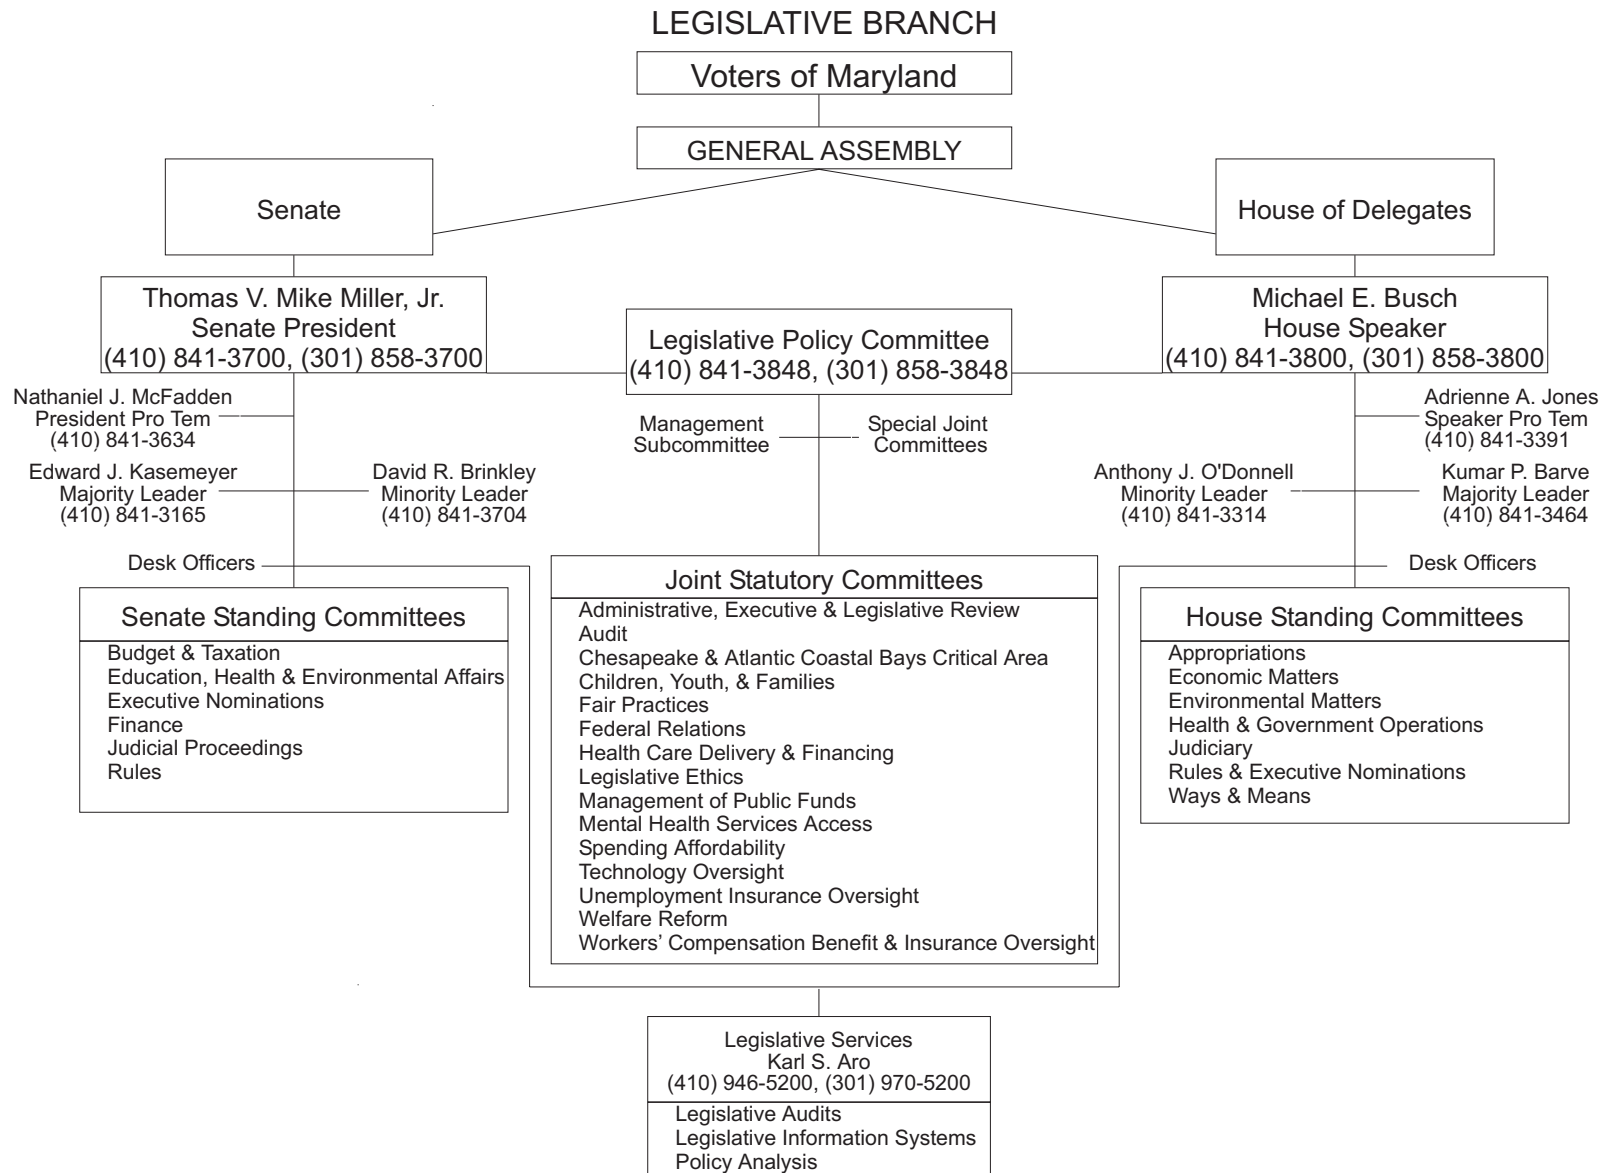 LEGISLATIVE BRANCH
Voters of Maryland
GENERAL ASSEMBLY
Senate
House of Delegates
Thomas V. Mike Miller, Jr.
Senate President
(410) 841-3700, (301) 858-3700
Legislative Policy Committee
(410) 841-3848, (301) 858-3848
Michael E. Busch
House Speaker
(410) 841-3800, (301) 858-3800
Nathaniel J. McFadden
President Pro Tem
(410) 841-3634
Edward J. Kasemeyer
Majority Leader
(410) 841-3165
David R. Brinkley
Minority Leader
(410) 841-3704
Management
Subcommittee
Special Joint
Committees
Adrienne A. Jones
Speaker Pro Tem
(410) 841-3391
Anthony J. O'Donnell
Minority Leader
(410) 841-3314
Kumar P. Barve
Majority Leader
(410) 841-3464
Desk Officers
Desk Officers
Senate Standing Committees
Budget & Taxation
Education, Health & Environmental Affairs
Executive Nominations
Finance
Judicial Proceedings
Rules
Joint Statutory Committees
Administrative, Executive & Legislative Review
Audit
Chesapeake & Atlantic Coastal Bays Critical Area
Children, Youth, & Families
Fair Practices
Federal Relations
Health Care Delivery & Financing
Legislative Ethics
Management of Public Funds
Mental Health Services Access
Spending Affordability
Technology Oversight
Unemployment Insurance Oversight
Welfare Reform
Workers’ Compensation Benefit & Insurance Oversight
House Standing Committees
Appropriations
Economic Matters
Environmental Matters
Health & Government Operations
Judiciary
Rules & Executive Nominations
Ways & Means
Legislative Services
Karl S. Aro
(410) 946-5200, (301) 970-5200
Legislative Audits
Legislative Information Systems
Policy Analysis